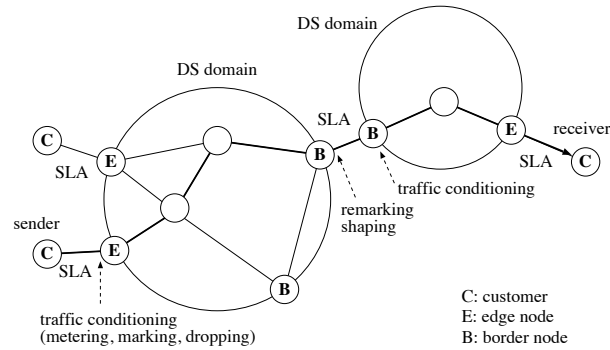 DS domain
DS domain
SLA
C
E
B
B
E
receiver
SLA
SLA
C
traffic conditioning
remarking
shaping
sender
C
E
SLA
B
traffic conditioning
(metering, marking, dropping)
C: customer
E: edge node
B: border node